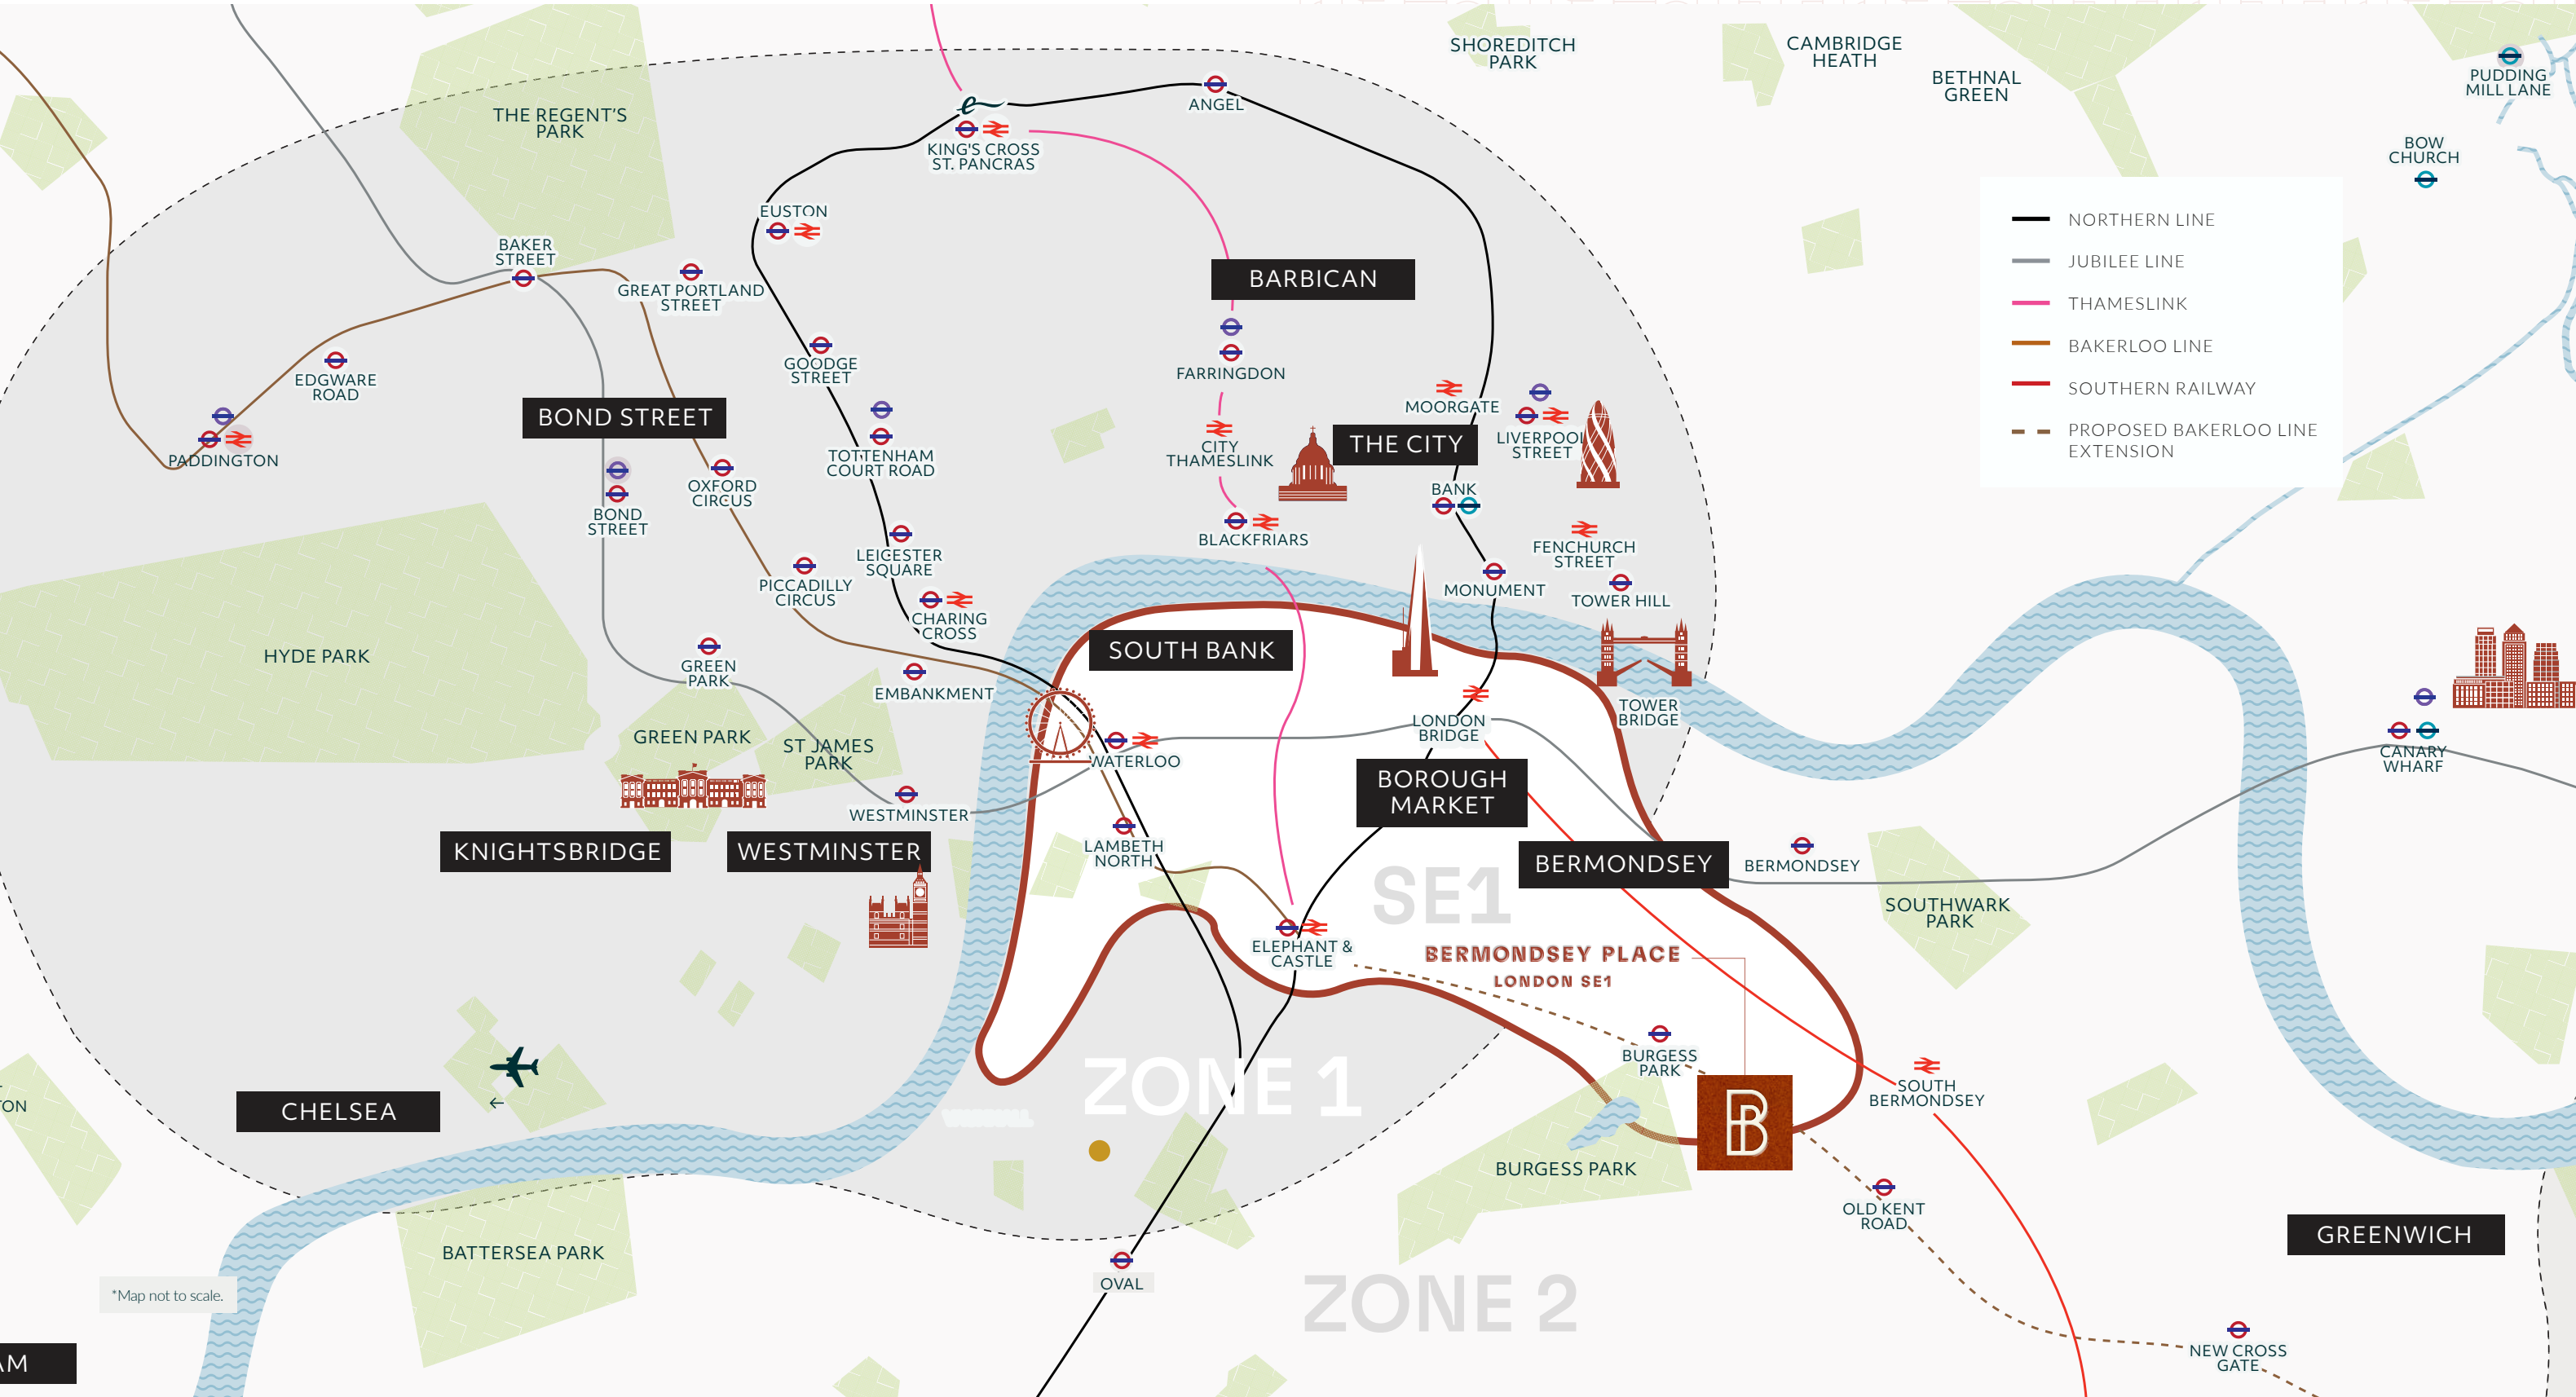 SHOREDITCH
PARK
CAMBRIDGE
HEATH
BETHNAL
GREEN
PUDDING
MILL LANE
BOW
CHURCH
THE REGENT'S
PARK
ANGEL
KING'S CROSS
ST. PANCRAS
EUSTON
BAKER
STREET
GREAT PORTLAND
STREET
BARBICAN
NORTHERN LINE
JUBILEE LINE
THAMESLINK
BAKERLOO LINE
SOUTHERN RAILWAY
PROPOSED BAKERLOO LINE
EXTENSION
EDGWARE
ROAD
GOODGE
STREET
FARRINGDON
MOORGATE
BOND STREET
THE CITY
LIVERPOOL
STREET
PADDINGTON
TOTTENHAM
COURT ROAD
CITY
THAMESLINK
OXFORD
CIRCUS
BANK
BOND
STREET
BLACKFRIARS
LEICESTER
SQUARE
FENCHURCH
STREET
PICCADILLY
CIRCUS
MONUMENT
TOWER HILL
CHARING
CROSS
HYDE PARK
GREEN
PARK
SOUTH BANK
EMBANKMENT
TOWER
BRIDGE
LONDON
BRIDGE
GREEN PARK
ST JAMES
PARK
WATERLOO
CANARY
WHARF
BOROUGH
MARKET
WESTMINSTER
KNIGHTSBRIDGE
WESTMINSTER
LAMBETH
NORTH
BERMONDSEY
BERMONDSEY
SE1
SOUTHWARK
PARK
ELEPHANT &
CASTLE
BERMONDSEY PLACE
LONDON SE1
BURGESS
PARK
ZONE 1
SOUTH
BERMONDSEY
CHELSEA
TON
B
BURGESS PARK
OLD KENT
ROAD
GREENWICH
BATTERSEA PARK
OVAL
*Map not to scale.
ZONE 2
NEW CROSS
GATE
AM